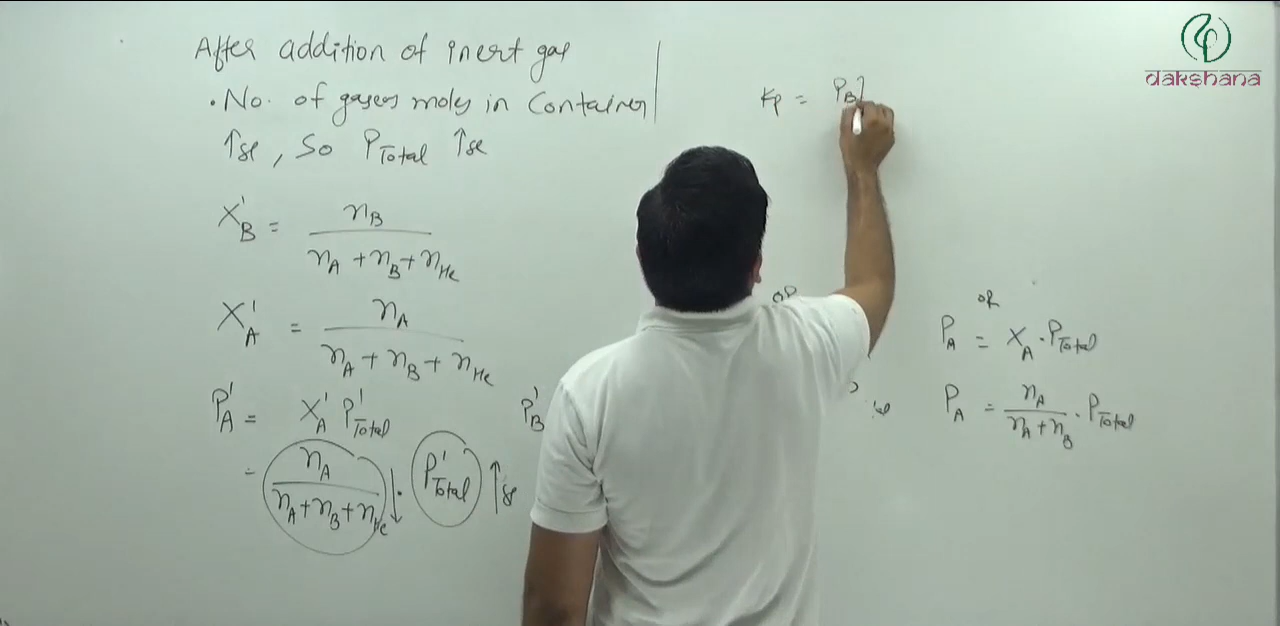 After addition of inert gas
• No. of gases moles in Container
↑se, So P_Total ↑se
X'_B = n_B / (n_A + n_B + n_He)
X'_A = n_A / (n_A + n_B + n_He)
P'_A = X'_A P'_Total
= n_A / (n_A + n_B + n_He) ↓ . P'_Total ↑se
P'_B
K_P = P_B
OR
OR
P_A = X_A . P_Total
P_A = n_A / (n_A + n_B) . P_Total
dakshana